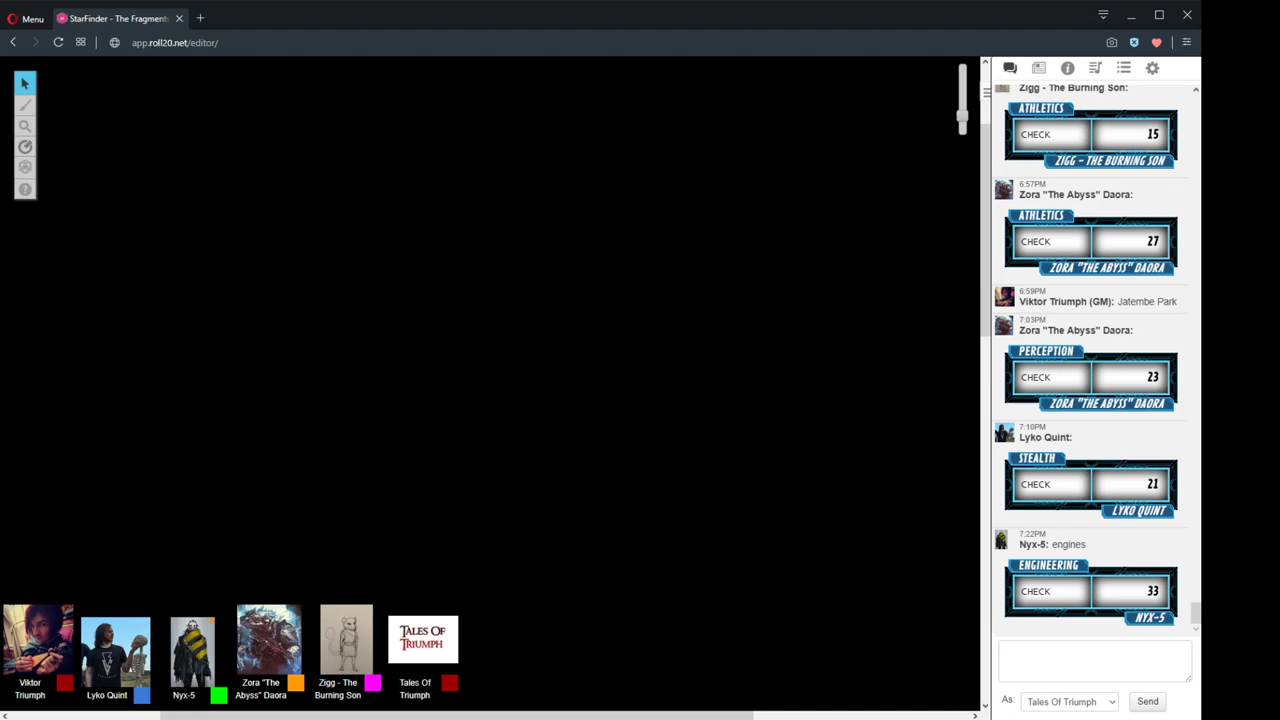 Menu
StarFinder - The Fragments
app.roll20.net/editor/
Zigg - The Burning Son:
ATHLETICS
CHECK 15
ZIGG - THE BURNING SON
6:57PM
Zora "The Abyss" Daora:
ATHLETICS
CHECK 27
ZORA "THE ABYSS" DAORA
6:59PM
Viktor Triumph (GM): Jatembe Park
7:03PM
Zora "The Abyss" Daora:
PERCEPTION
CHECK 23
ZORA "THE ABYSS" DAORA
7:10PM
Lyko Quint:
STEALTH
CHECK 21
LYKO QUINT
7:22PM
Nyx-5: engines
ENGINEERING
CHECK 33
NYX-5
TALES OF
TRIUMPH
Viktor
Triumph
Lyko Quint
Nyx-5
Zora "The
Abyss" Daora
Zigg - The
Burning Son
Tales Of
Triumph
As: Tales Of Triumph Send